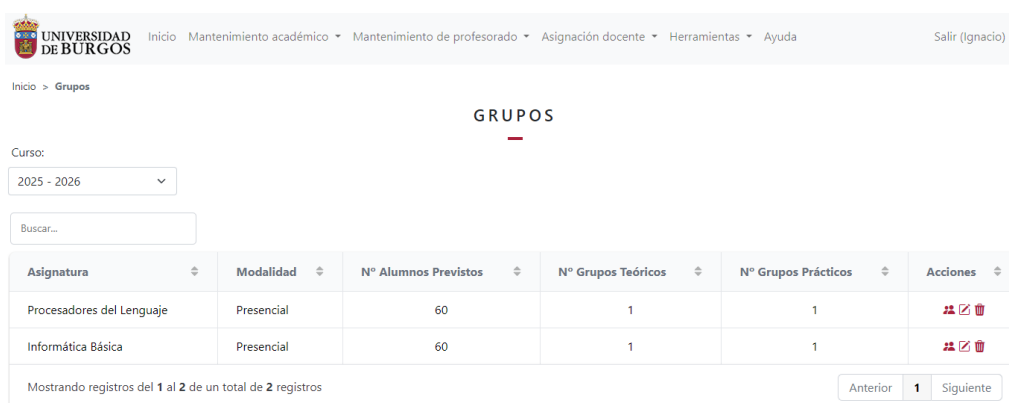 UNIVERSIDAD
DE BURGOS
Inicio Mantenimiento académico Mantenimiento de profesorado Asignación docente Herramientas Ayuda Salir (Ignacio)
Inicio > Grupos
GRUPOS
Curso:
2025 - 2026
Buscar...
Asignatura Modalidad Nº Alumnos Previstos Nº Grupos Teóricos Nº Grupos Prácticos Acciones
Procesadores del Lenguaje Presencial 60 1 1
Informática Básica Presencial 60 1 1
Mostrando registros del 1 al 2 de un total de 2 registros Anterior 1 Siguiente